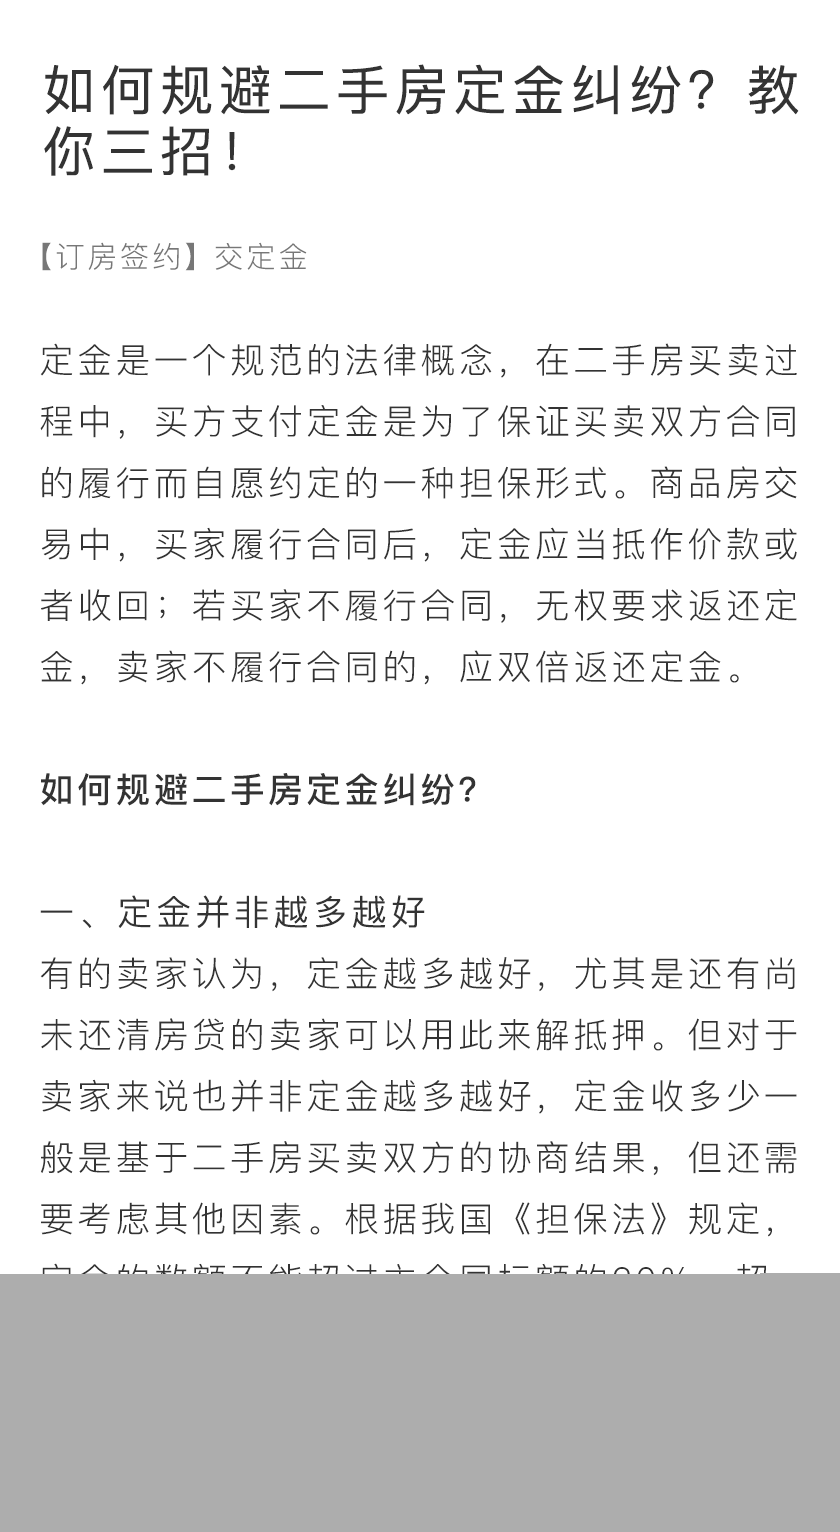 如何规避二手房定金纠纷？教
你三招！
【订房签约】交定金
定金是一个规范的法律概念，在二手房买卖过
程中，买方支付定金是为了保证买卖双方合同
的履行而自愿约定的一种担保形式。商品房交
易中，买家履行合同后，定金应当抵作价款或
者收回；若买家不履行合同，无权要求返还定
金，卖家不履行合同的，应双倍返还定金。
如何规避二手房定金纠纷?
一、定金并非越多越好
有的卖家认为，定金越多越好，尤其是还有尚
未还清房贷的卖家可以用此来解抵押。但对于
卖家来说也并非定金越多越好，定金收多少一
般是基于二手房买卖双方的协商结果，但还需
要考虑其他因素。根据我国《担保法》规定，